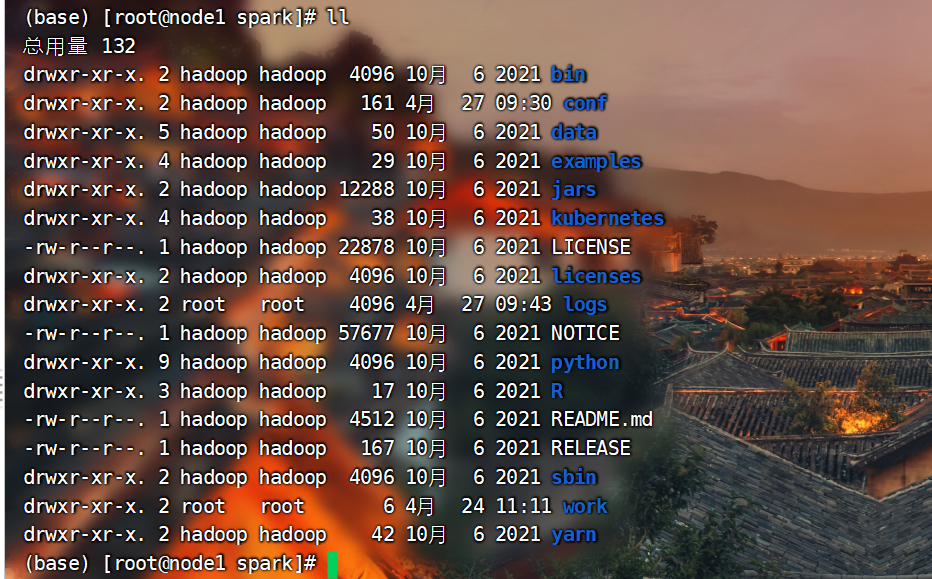 (base) [root@node1 spark]# ll
总用量 132
drwxr-xr-x. 2 hadoop hadoop  4096 10月   6 2021 bin
drwxr-xr-x. 2 hadoop hadoop   161 4月   27 09:30 conf
drwxr-xr-x. 5 hadoop hadoop    50 10月   6 2021 data
drwxr-xr-x. 4 hadoop hadoop    29 10月   6 2021 examples
drwxr-xr-x. 2 hadoop hadoop 12288 10月   6 2021 jars
drwxr-xr-x. 4 hadoop hadoop    38 10月   6 2021 kubernetes
-rw-r--r--. 1 hadoop hadoop 22878 10月   6 2021 LICENSE
drwxr-xr-x. 2 hadoop hadoop  4096 10月   6 2021 licenses
drwxr-xr-x. 2 root   root    4096 4月   27 09:43 logs
-rw-r--r--. 1 hadoop hadoop 57677 10月   6 2021 NOTICE
drwxr-xr-x. 9 hadoop hadoop  4096 10月   6 2021 python
drwxr-xr-x. 3 hadoop hadoop    17 10月   6 2021 R
-rw-r--r--. 1 hadoop hadoop  4512 10月   6 2021 README.md
-rw-r--r--. 1 hadoop hadoop   167 10月   6 2021 RELEASE
drwxr-xr-x. 2 hadoop hadoop  4096 10月   6 2021 sbin
drwxr-xr-x. 2 root   root       6 4月   24 11:11 work
drwxr-xr-x. 2 hadoop hadoop    42 10月   6 2021 yarn
(base) [root@node1 spark]#